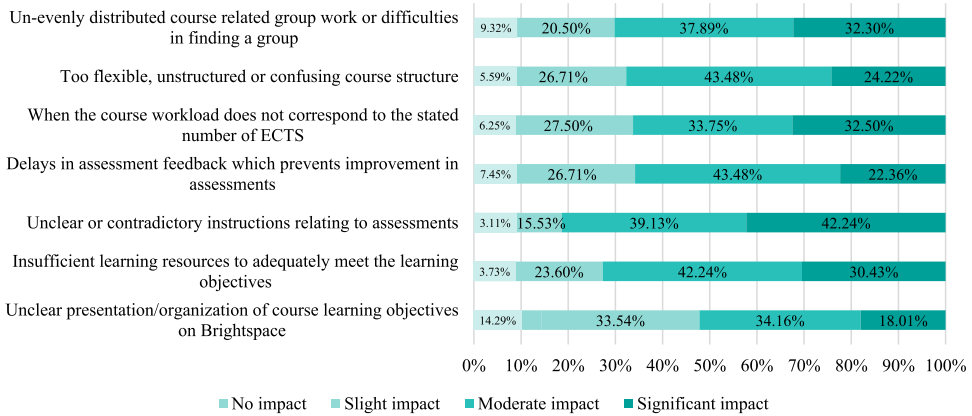 Un-evenly distributed course related group work or difficulties
in finding a group
9.32% 20.50% 37.89% 32.30%
Too flexible, unstructured or confusing course structure
5.59% 26.71% 43.48% 24.22%
When the course workload does not correspond to the stated
number of ECTS
6.25% 27.50% 33.75% 32.50%
Delays in assessment feedback which prevents improvement in
assessments
7.45% 26.71% 43.48% 22.36%
Unclear or contradictory instructions relating to assessments
3.11% 15.53% 39.13% 42.24%
Insufficient learning resources to adequately meet the learning
objectives
3.73% 23.60% 42.24% 30.43%
Unclear presentation/organization of course learning objectives
on Brightspace
14.29% 33.54% 34.16% 18.01%
0% 10% 20% 30% 40% 50% 60% 70% 80% 90% 100%
No impact Slight impact Moderate impact Significant impact